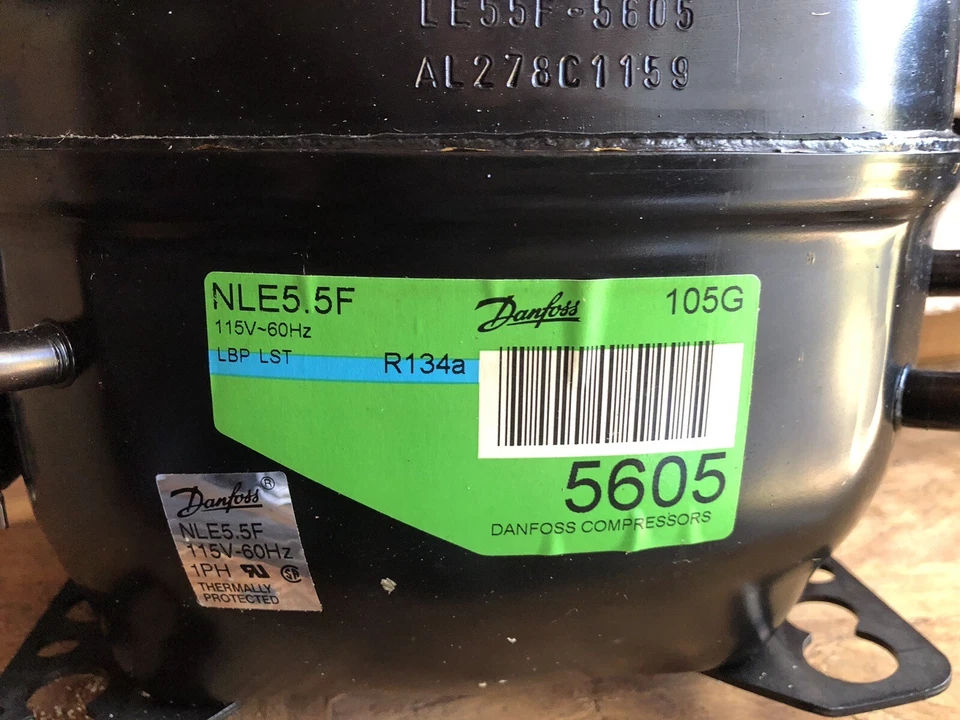 LE55F-5605
AL278C1159
NLE5.5F
Danfoss
105G
115V~60Hz
LBP LST
R134a
5605
DANFOSS COMPRESSORS
Danfoss®
NLE5.5F
115V-60Hz
1PH
THERMALLY
PROTECTED